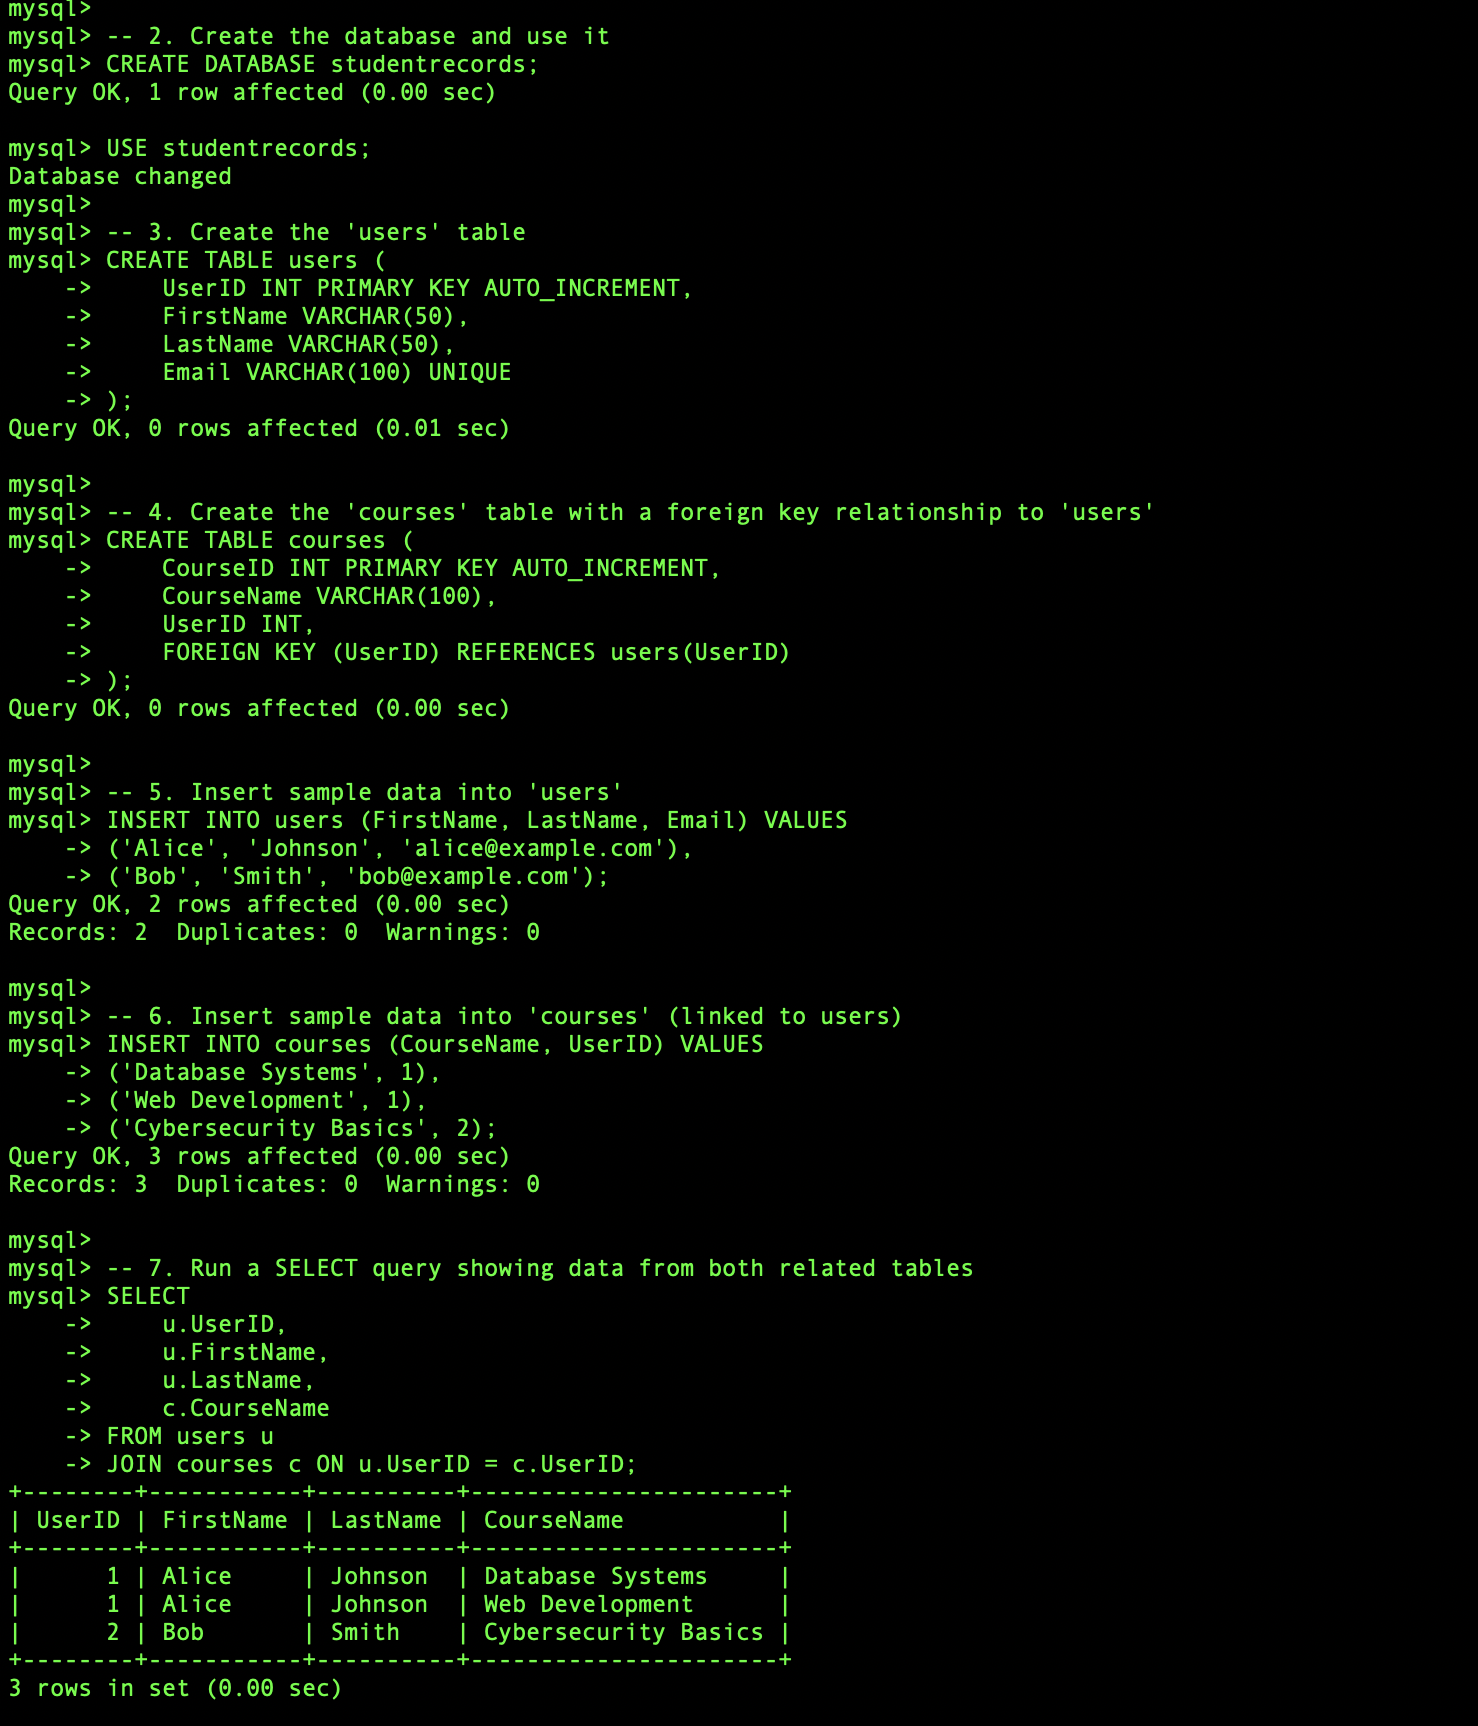 mysql>
mysql> -- 2. Create the database and use it
mysql> CREATE DATABASE studentrecords;
Query OK, 1 row affected (0.00 sec)

mysql> USE studentrecords;
Database changed
mysql>
mysql> -- 3. Create the 'users' table
mysql> CREATE TABLE users (
    ->     UserID INT PRIMARY KEY AUTO_INCREMENT,
    ->     FirstName VARCHAR(50),
    ->     LastName VARCHAR(50),
    ->     Email VARCHAR(100) UNIQUE
    -> );
Query OK, 0 rows affected (0.01 sec)

mysql>
mysql> -- 4. Create the 'courses' table with a foreign key relationship to 'users'
mysql> CREATE TABLE courses (
    ->     CourseID INT PRIMARY KEY AUTO_INCREMENT,
    ->     CourseName VARCHAR(100),
    ->     UserID INT,
    ->     FOREIGN KEY (UserID) REFERENCES users(UserID)
    -> );
Query OK, 0 rows affected (0.00 sec)

mysql>
mysql> -- 5. Insert sample data into 'users'
mysql> INSERT INTO users (FirstName, LastName, Email) VALUES
    -> ('Alice', 'Johnson', 'alice@example.com'),
    -> ('Bob', 'Smith', 'bob@example.com');
Query OK, 2 rows affected (0.00 sec)
Records: 2  Duplicates: 0  Warnings: 0

mysql>
mysql> -- 6. Insert sample data into 'courses' (linked to users)
mysql> INSERT INTO courses (CourseName, UserID) VALUES
    -> ('Database Systems', 1),
    -> ('Web Development', 1),
    -> ('Cybersecurity Basics', 2);
Query OK, 3 rows affected (0.00 sec)
Records: 3  Duplicates: 0  Warnings: 0

mysql>
mysql> -- 7. Run a SELECT query showing data from both related tables
mysql> SELECT
    ->     u.UserID,
    ->     u.FirstName,
    ->     u.LastName,
    ->     c.CourseName
    -> FROM users u
    -> JOIN courses c ON u.UserID = c.UserID;
+--------+-----------+----------+----------------------+
| UserID | FirstName | LastName | CourseName           |
+--------+-----------+----------+----------------------+
|      1 | Alice     | Johnson  | Database Systems     |
|      1 | Alice     | Johnson  | Web Development      |
|      2 | Bob       | Smith    | Cybersecurity Basics |
+--------+-----------+----------+----------------------+
3 rows in set (0.00 sec)